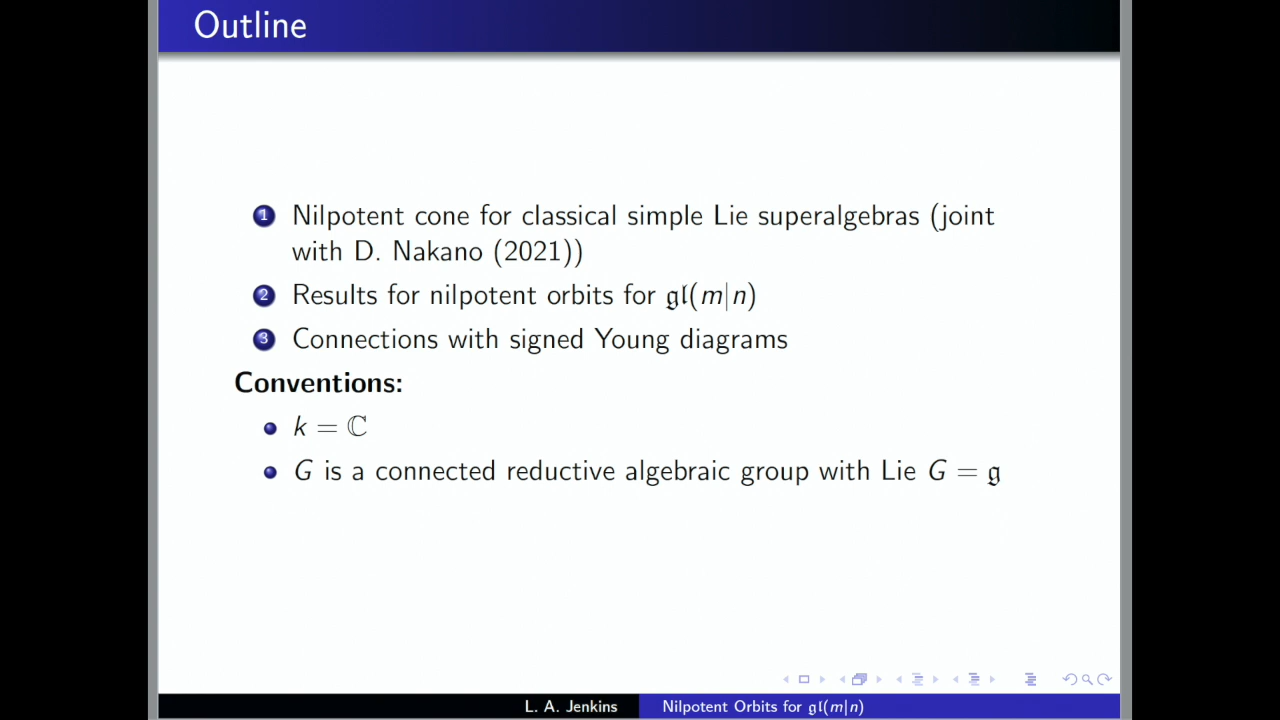 Outline
1 Nilpotent cone for classical simple Lie superalgebras (joint
with D. Nakano (2021))
2 Results for nilpotent orbits for 𝔤𝔩(m|n)
3 Connections with signed Young diagrams
Conventions:
k = ℂ
G is a connected reductive algebraic group with Lie G = 𝔤
L. A. Jenkins
Nilpotent Orbits for 𝔤𝔩(m|n)